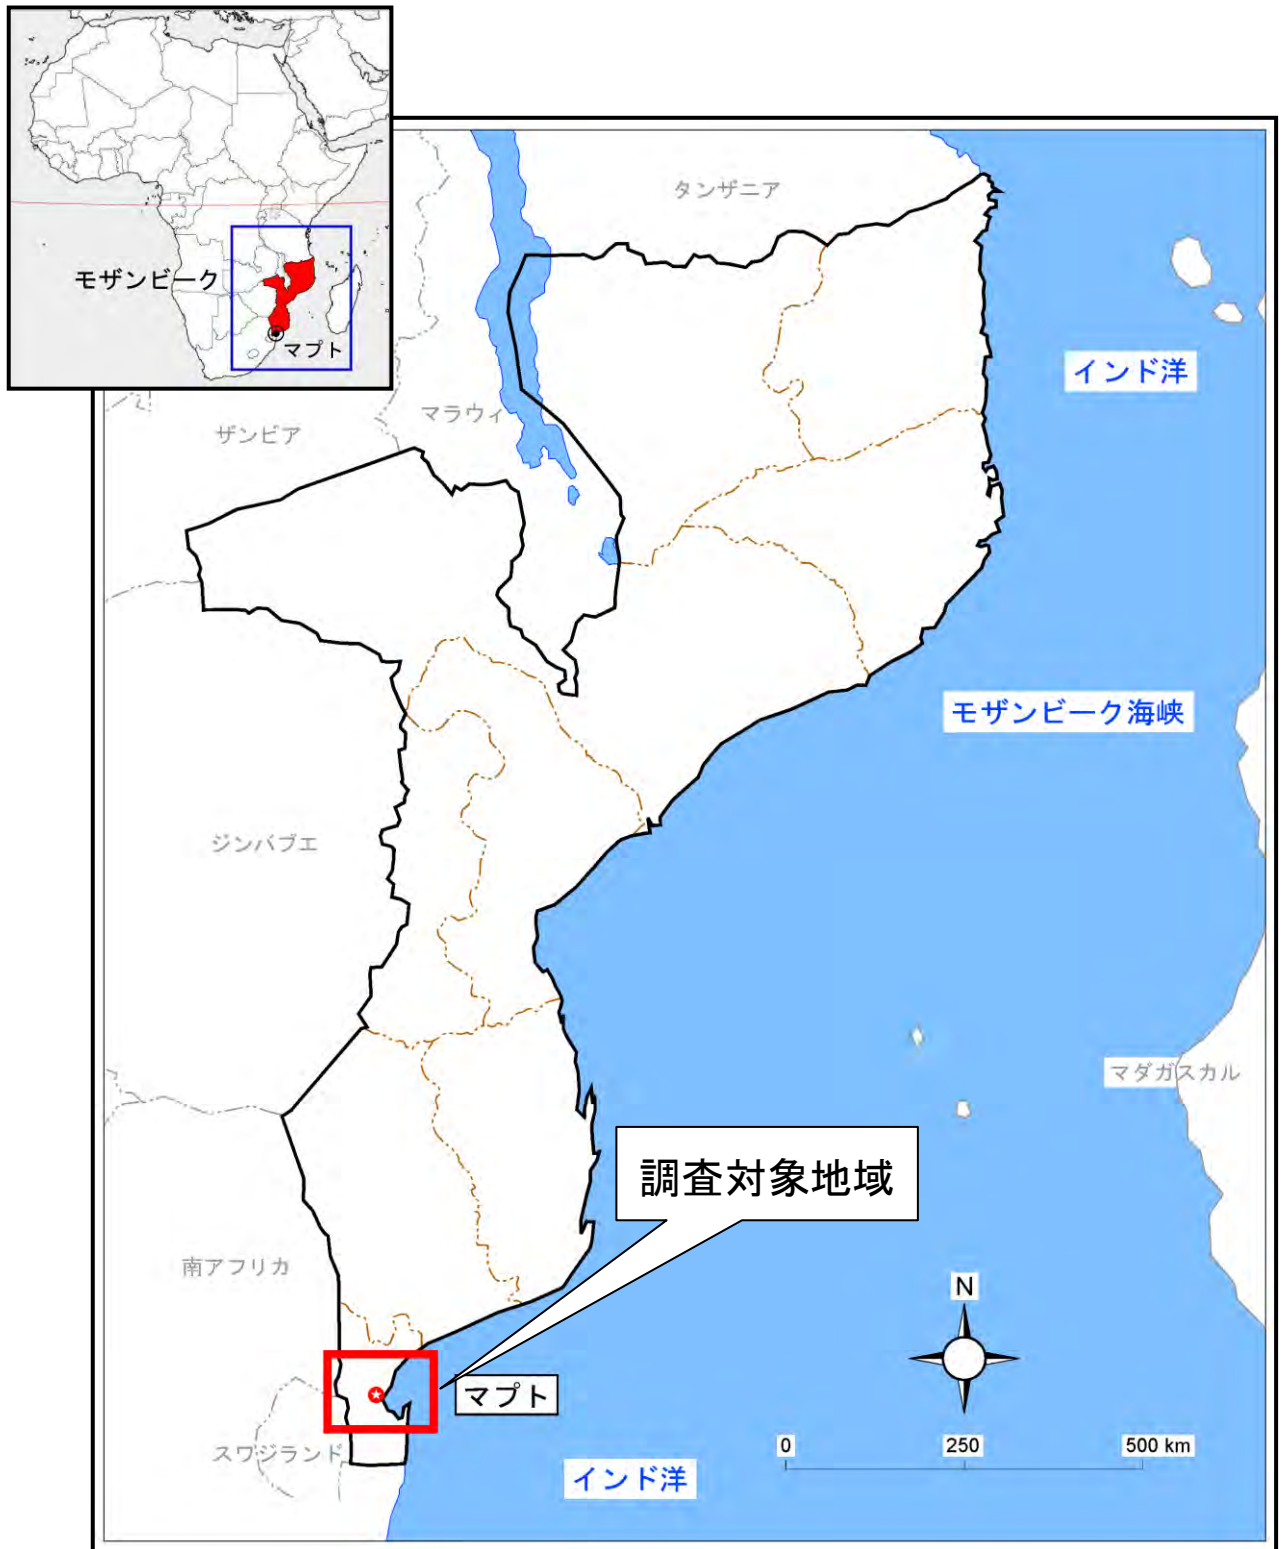 モザンビーク
マプト
タンザニア
インド洋
マラウィ
ザンビア
モザンビーク海峡
ジンバブエ
マダガスカル
調査対象地域
南アフリカ
N
マプト
スワジランド
0 250 500 km
インド洋